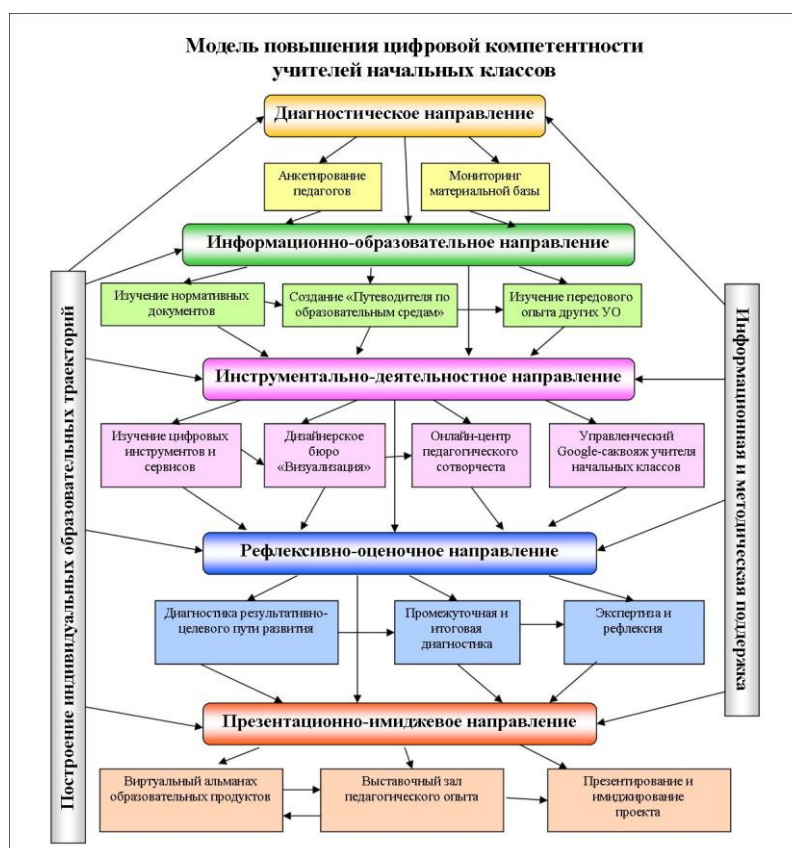 Модель повышения цифровой компетентности
учителей начальных классов
Диагностическое направление
Анкетирование
педагогов
Мониторинг
материальной базы
Информационно-образовательное направление
Изучение нормативных
документов
Создание «Путеводителя по
образовательным средам»
Изучение передового
опыта других УО
Инструментально-деятельностное направление
Изучение цифровых
инструментов и
сервисов
Дизайнерское
бюро
«Визуализация»
Онлайн-центр
педагогического
сотворчества
Управленческий
Google-саквояж учителя
начальных классов
Рефлексивно-оценочное направление
Диагностика результативно-
целевого пути развития
Промежуточная и
итоговая
диагностика
Экспертиза и
рефлексия
Презентационно-имиджевое направление
Виртуальный альманах
образовательных продуктов
Выставочный зал
педагогического опыта
Презентирование и
имиджирование
проекта
Построение индивидуальных образовательных траекторий
Информационная и методическая поддержка